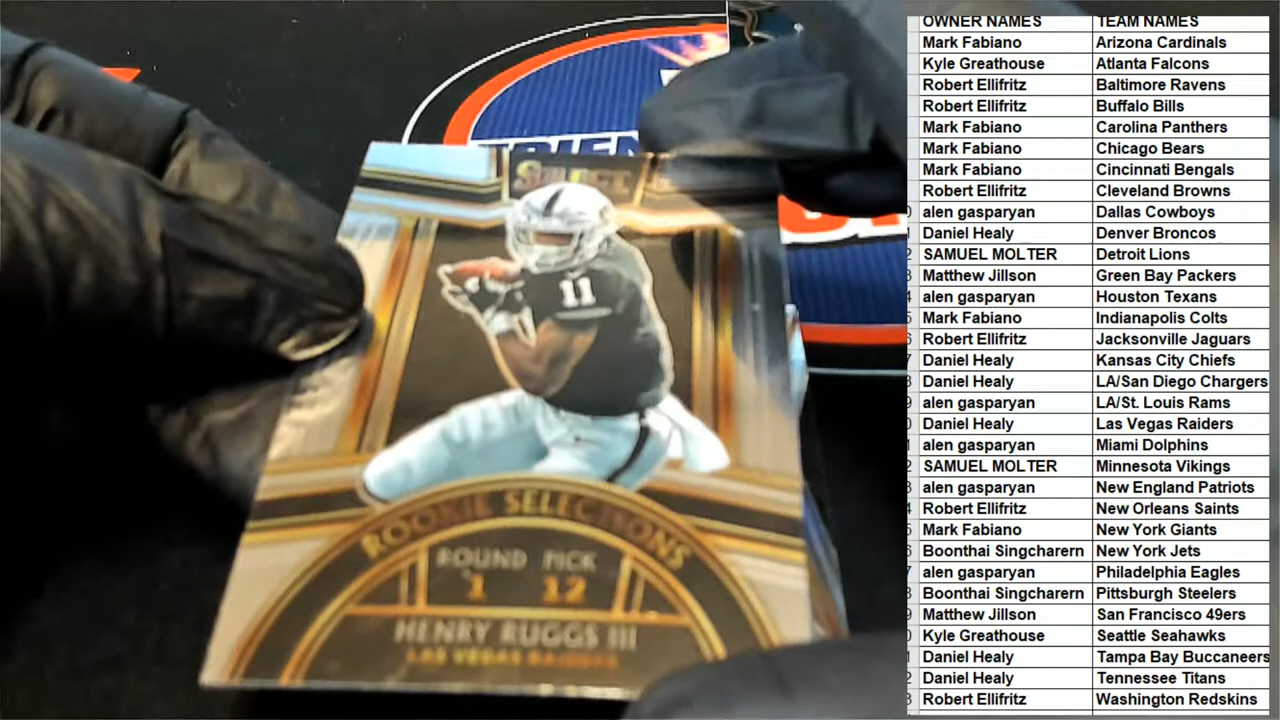 SELECT
11
ROOKIE SELECTIONS
ROUND PICK
1 12
HENRY RUGGS III
LAS VEGAS RAIDERS
OWNER NAMES TEAM NAMES
Mark Fabiano Arizona Cardinals
Kyle Greathouse Atlanta Falcons
Robert Ellifritz Baltimore Ravens
Robert Ellifritz Buffalo Bills
Mark Fabiano Carolina Panthers
Mark Fabiano Chicago Bears
Mark Fabiano Cincinnati Bengals
Robert Ellifritz Cleveland Browns
alen gasparyan Dallas Cowboys
Daniel Healy Denver Broncos
SAMUEL MOLTER Detroit Lions
Matthew Jillson Green Bay Packers
alen gasparyan Houston Texans
Mark Fabiano Indianapolis Colts
Robert Ellifritz Jacksonville Jaguars
Daniel Healy Kansas City Chiefs
Daniel Healy LA/San Diego Chargers
alen gasparyan LA/St. Louis Rams
Daniel Healy Las Vegas Raiders
alen gasparyan Miami Dolphins
SAMUEL MOLTER Minnesota Vikings
alen gasparyan New England Patriots
Robert Ellifritz New Orleans Saints
Mark Fabiano New York Giants
Boonthai Singcharern New York Jets
alen gasparyan Philadelphia Eagles
Boonthai Singcharern Pittsburgh Steelers
Matthew Jillson San Francisco 49ers
Kyle Greathouse Seattle Seahawks
Daniel Healy Tampa Bay Buccaneers
Daniel Healy Tennessee Titans
Robert Ellifritz Washington Redskins